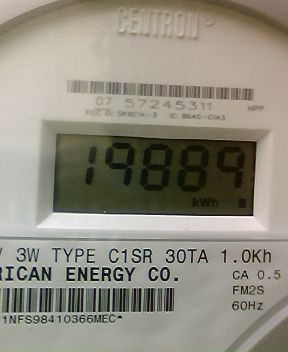 CENTRON
07 57245311
19889
kWh
3W TYPE C1SR 30TA 1.0Kh
RICAN ENERGY CO.
CA 0.5
FM2S
60Hz
1NFS98410366MEC*